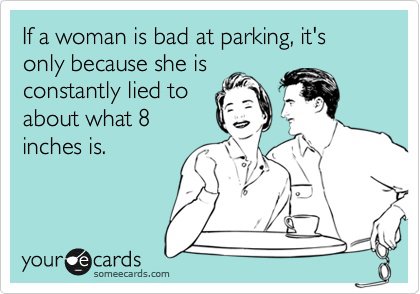 If a woman is bad at parking, it's
only because she is
constantly lied to
about what 8
inches is.
your e cards
someecards.com